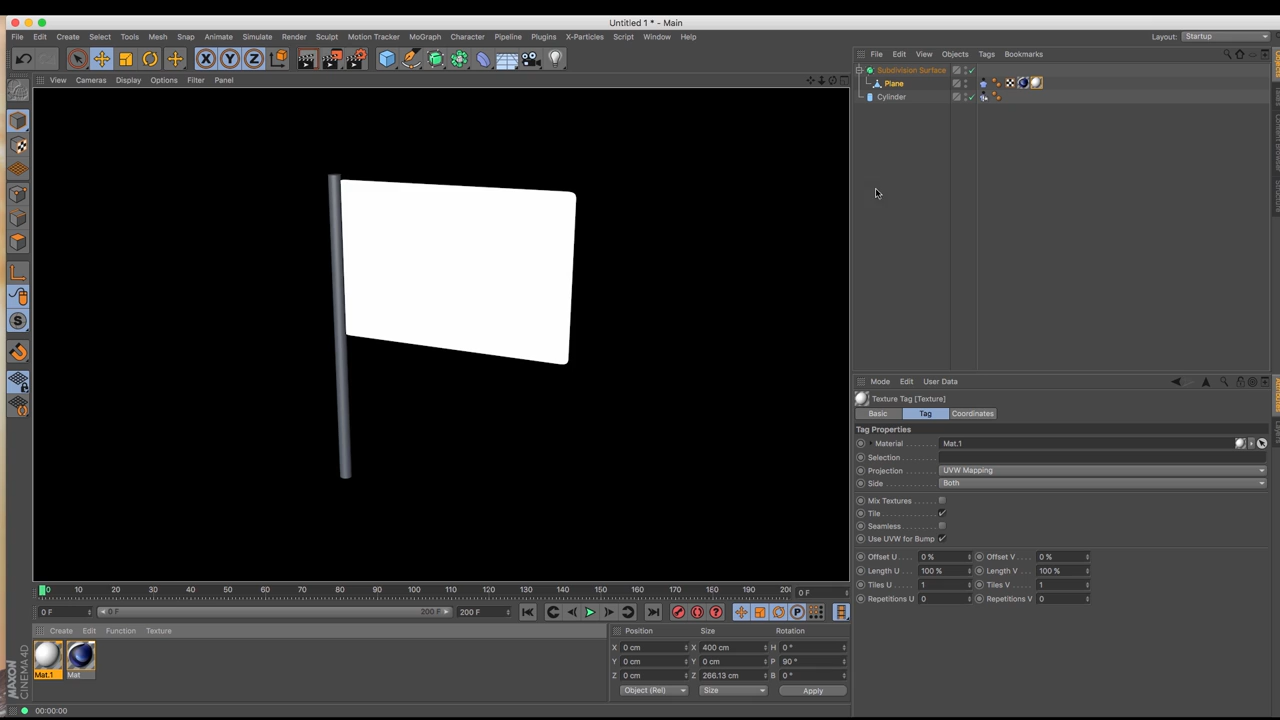 Untitled 1 * - Main
File Edit Create Select Tools Mesh Snap Animate Simulate Render Sculpt Motion Tracker MoGraph Character Pipeline Plugins X-Particles Script Window Help
Layout: Startup
X Y Z
File Edit View Objects Tags Bookmarks
View Cameras Display Options Filter Panel
Subdivision Surface
Plane
Cylinder
Mode Edit User Data
Texture Tag [Texture]
Basic Tag Coordinates
Tag Properties
Material Mat.1
Selection
Projection UVW Mapping
Side Both
Mix Textures
Tile
Seamless
Use UVW for Bump
Offset U 0 % Offset V 0 %
Length U 100 % Length V 100 %
Tiles U 1 Tiles V 1
Repetitions U 0 Repetitions V 0
0 10 20 30 40 50 60 70 80 90 100 110 120 130 140 150 160 170 180 190 200 0 F
0 F 0 F 200 F 200 F
Create Edit Function Texture
Mat.1 Mat
Position Size Rotation
X 0 cm X 400 cm H 0 °
Y 0 cm Y 0 cm P 90 °
Z 0 cm Z 266.13 cm B 0 °
Object (Rel) Size Apply
MAXON
CINEMA4D
00:00:00